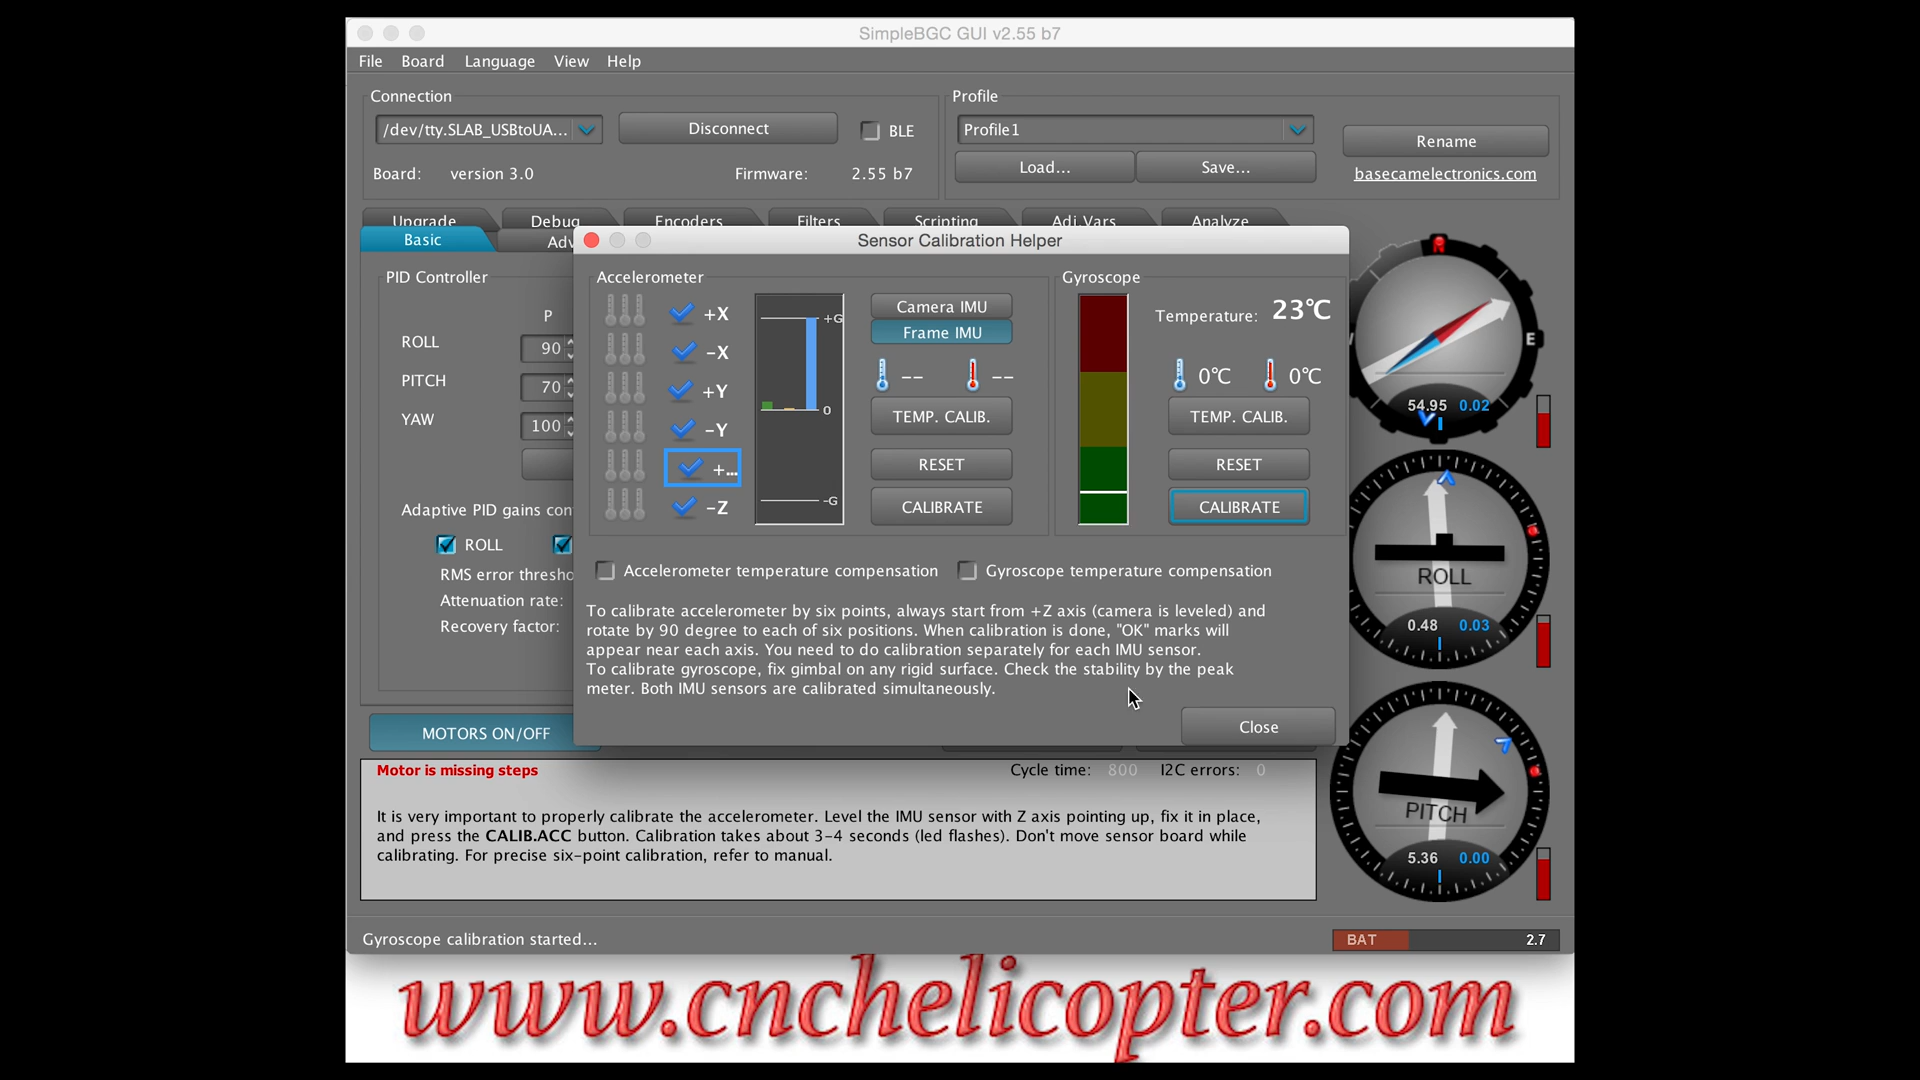 SimpleBGC GUI v2.55 b7
File Board Language View Help
Connection
Profile
/dev/tty.SLAB_USBtoUA...
Disconnect
BLE
Profile1
Rename
Load...
Save...
Board: version 3.0
Firmware: 2.55 b7
basecamelectronics.com
Upgrade Debug Encoders Filters Scripting Adj.Vars Analyze
Basic
Adv
Sensor Calibration Helper
PID Controller
P
ROLL 90
PITCH 70
YAW 100
Adaptive PID gains con
ROLL
RMS error thresho
Attenuation rate:
Recovery factor:
Accelerometer
+X
-X
+Y
-Y
+...
-Z
+G
0
-G
Camera IMU
Frame IMU
-- --
TEMP. CALIB.
RESET
CALIBRATE
Gyroscope
Temperature: 23°C
0°C 0°C
TEMP. CALIB.
RESET
CALIBRATE
Accelerometer temperature compensation
Gyroscope temperature compensation
To calibrate accelerometer by six points, always start from +Z axis (camera is leveled) and
rotate by 90 degree to each of six positions. When calibration is done, "OK" marks will
appear near each axis. You need to do calibration separately for each IMU sensor.
To calibrate gyroscope, fix gimbal on any rigid surface. Check the stability by the peak
meter. Both IMU sensors are calibrated simultaneously.
Close
E
54.95 0.02
ROLL
0.48 0.03
PITCH
5.36 0.00
MOTORS ON/OFF
Motor is missing steps
Cycle time: 800 I2C errors: 0
It is very important to properly calibrate the accelerometer. Level the IMU sensor with Z axis pointing up, fix it in place,
and press the CALIB.ACC button. Calibration takes about 3-4 seconds (led flashes). Don't move sensor board while
calibrating. For precise six-point calibration, refer to manual.
Gyroscope calibration started...
BAT 2.7
www.cnchelicopter.com